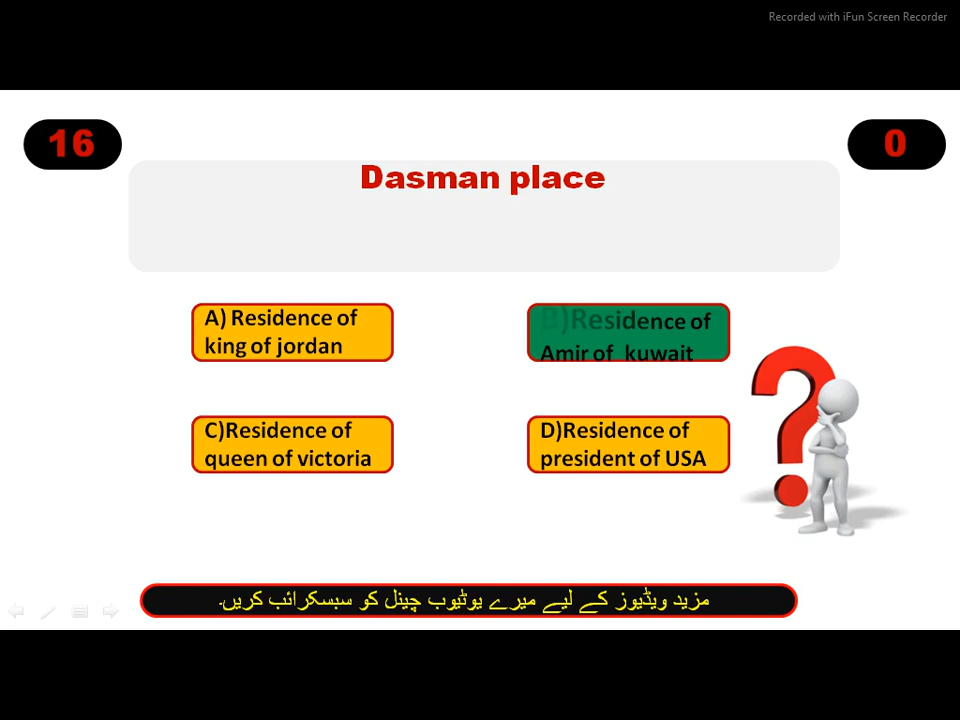 Recorded with iFun Screen Recorder
16
0
Dasman place
A) Residence of
king of jordan
B)Residence of
Amir of kuwait
C)Residence of
queen of victoria
D)Residence of
president of USA
مزید ویڈیوز کے لیے میرے یوٹیوب چینل کو سبسکرائب کریں۔